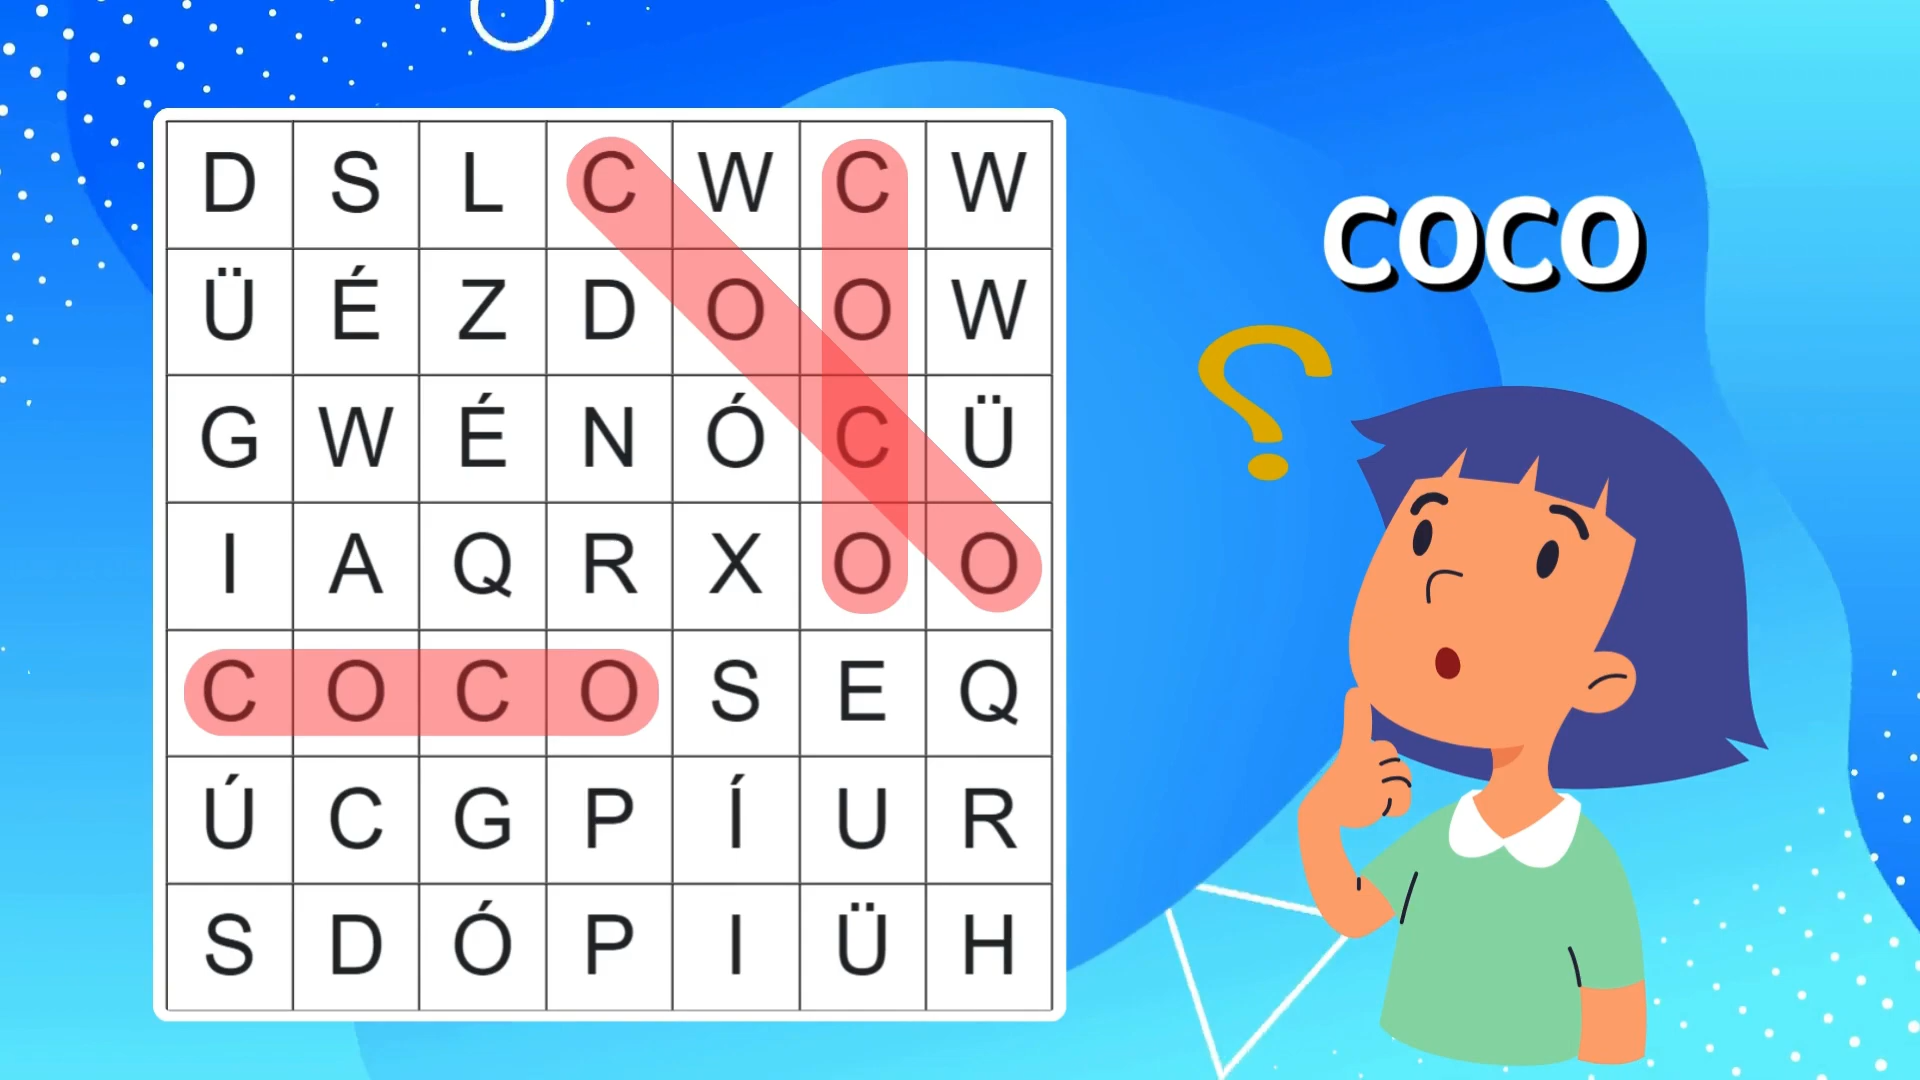 D S L C W C W
Ü É Z D O O W
G W É N Ó C Ü
I A Q R X O O
C O C O S E Q
Ú C G P Í U R
S D Ó P I Ü H
COCO
?